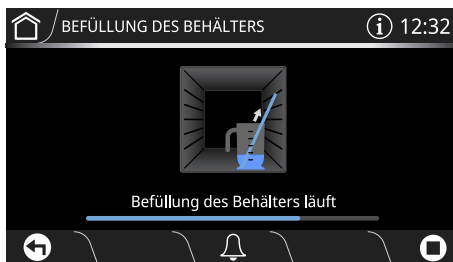 BEFÜLLUNG DES BEHÄLTERS
i 12:32
Befüllung des Behälters läuft